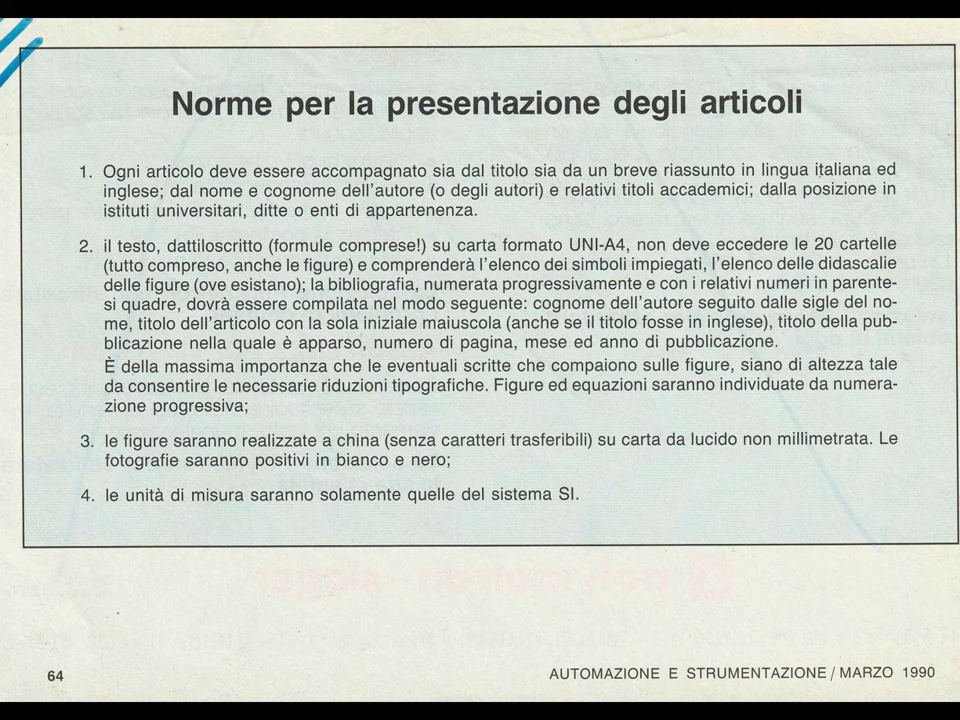 Norme per la presentazione degli articoli
1. Ogni articolo deve essere accompagnato sia dal titolo sia da un breve riassunto in lingua italiana ed
inglese; dal nome e cognome dell'autore (o degli autori) e relativi titoli accademici; dalla posizione in
istituti universitari, ditte o enti di appartenenza.
2. il testo, dattiloscritto (formule comprese!) su carta formato UNI-A4, non deve eccedere le 20 cartelle
(tutto compreso, anche le figure) e comprenderà l'elenco dei simboli impiegati, l'elenco delle didascalie
delle figure (ove esistano); la bibliografia, numerata progressivamente e con i relativi numeri in parente-
si quadre, dovrà essere compilata nel modo seguente: cognome dell'autore seguito dalle sigle del no-
me, titolo dell'articolo con la sola iniziale maiuscola (anche se il titolo fosse in inglese), titolo della pub-
blicazione nella quale è apparso, numero di pagina, mese ed anno di pubblicazione.
È della massima importanza che le eventuali scritte che compaiono sulle figure, siano di altezza tale
da consentire le necessarie riduzioni tipografiche. Figure ed equazioni saranno individuate da numera-
zione progressiva;
3. le figure saranno realizzate a china (senza caratteri trasferibili) su carta da lucido non millimetrata. Le
fotografie saranno positivi in bianco e nero;
4. le unità di misura saranno solamente quelle del sistema SI.
64
AUTOMAZIONE E STRUMENTAZIONE / MARZO 1990